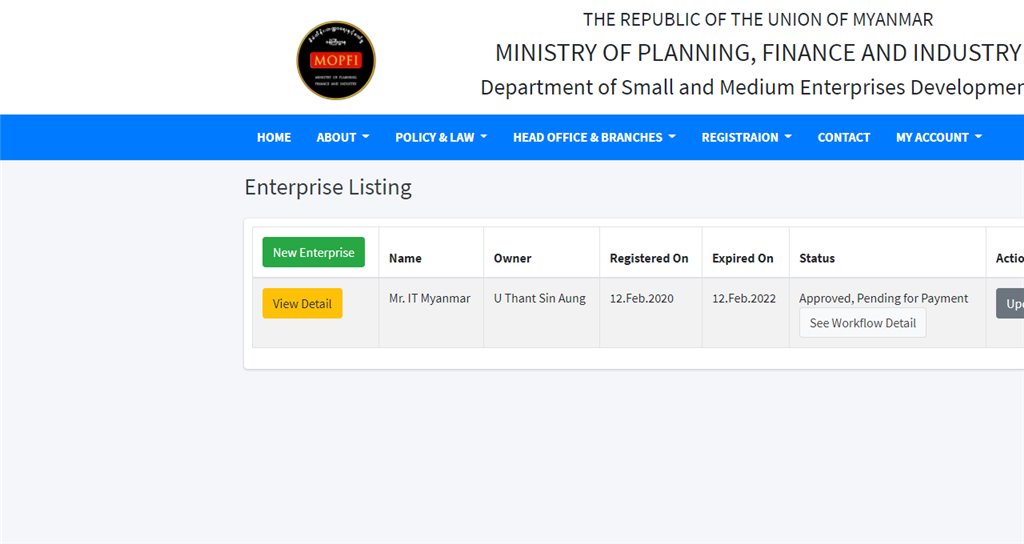 THE REPUBLIC OF THE UNION OF MYANMAR
MINISTRY OF PLANNING, FINANCE AND INDUSTRY
Department of Small and Medium Enterprises Developmen
MOPFI
MINISTRY OF PLANNING
FINANCE AND INDUSTRY
HOME ABOUT POLICY & LAW HEAD OFFICE & BRANCHES REGISTRAION CONTACT MY ACCOUNT
Enterprise Listing
New Enterprise Name Owner Registered On Expired On Status Actio
View Detail Mr. IT Myanmar U Thant Sin Aung 12.Feb.2020 12.Feb.2022 Approved, Pending for Payment Upd
See Workflow Detail